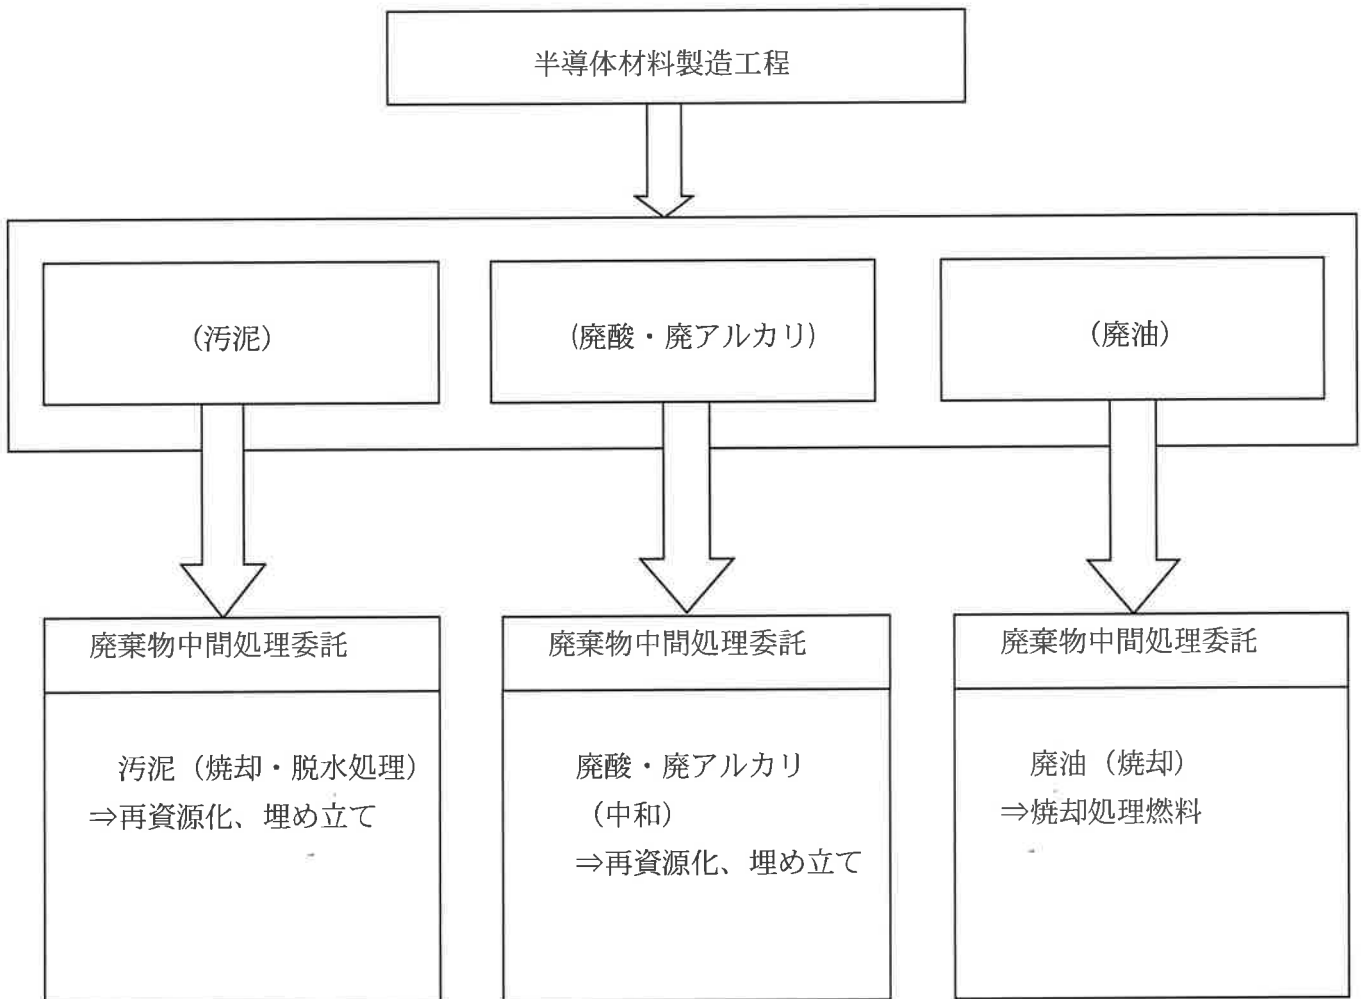 半導体材料製造工程
（汚泥）
（廃酸・廃アルカリ）
（廃油）
廃棄物中間処理委託
汚泥（焼却・脱水処理）
⇒再資源化、埋め立て
廃棄物中間処理委託
廃酸・廃アルカリ
（中和）
⇒再資源化、埋め立て
廃棄物中間処理委託
廃油（焼却）
⇒焼却処理燃料